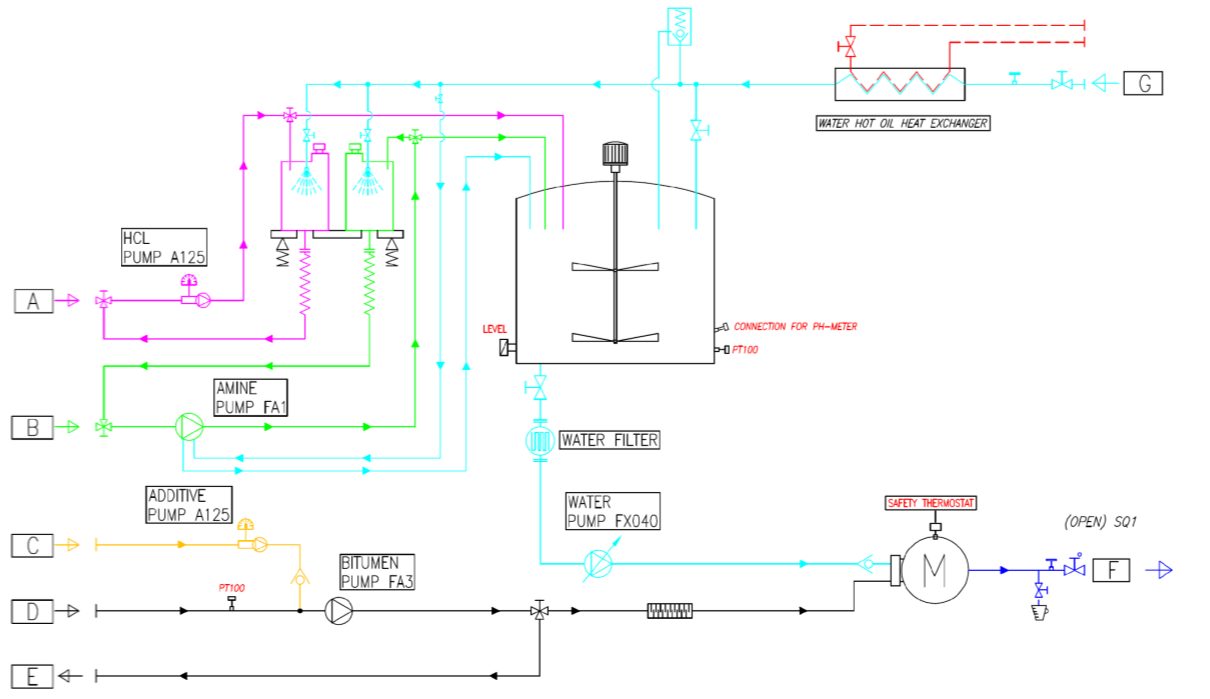 G
WATER HOT OIL HEAT EXCHANGER
HCL
PUMP A125
A
LEVEL
CONNECTION FOR PH-METER
PT100
AMINE
PUMP FA1
B
WATER FILTER
ADDITIVE
PUMP A125
WATER
PUMP FX040
SAFETY THERMOSTAT
(OPEN) SQ1
C
BITUMEN
PUMP FA3
M
F
PT100
D
E